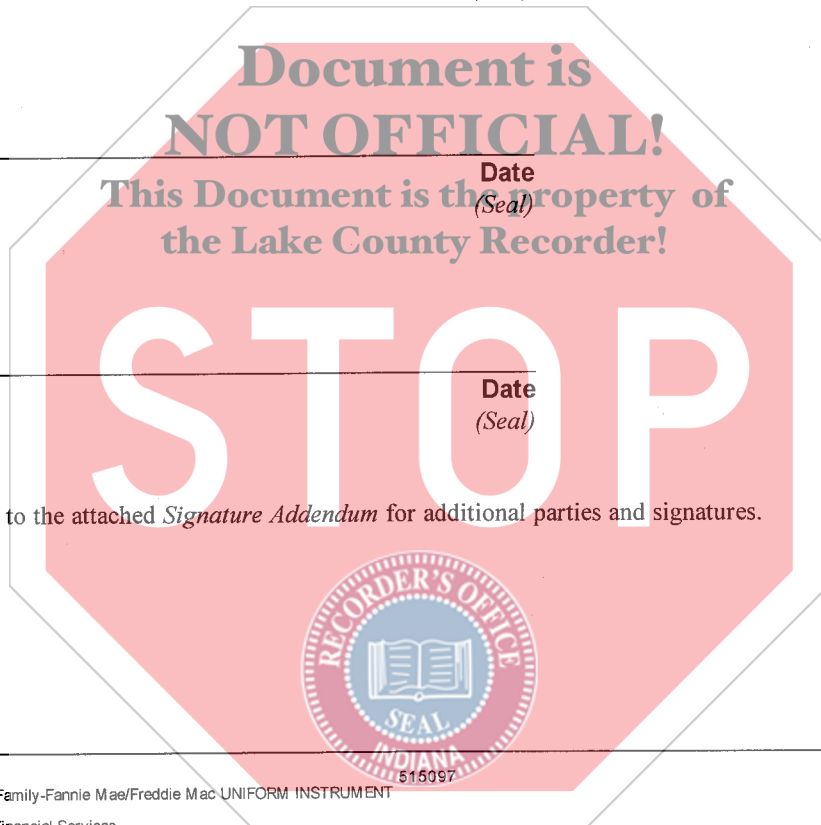 Document is
NOT OFFICIAL!
Date
This Document is the property of
(Seal)
the Lake County Recorder!
STOP
Date
(Seal)
to the attached Signature Addendum for additional parties and signatures.
RECORDER'S OFFICE
SEAL
INDIANA
515097
Family-Fannie Mae/Freddie Mac UNIFORM INSTRUMENT
Financial Services